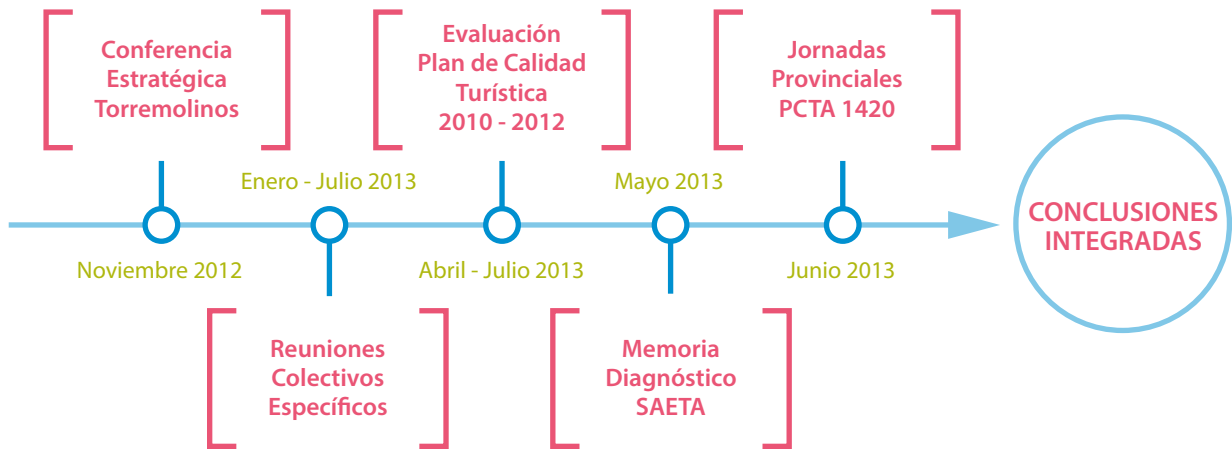 Conferencia
Estratégica
Torremolinos
Noviembre 2012
Enero - Julio 2013
Reuniones
Colectivos
Específicos
Evaluación
Plan de Calidad
Turística
2010 - 2012
Abril - Julio 2013
Mayo 2013
Memoria
Diagnóstico
SAETA
Jornadas
Provinciales
PCTA 1420
Junio 2013
CONCLUSIONES
INTEGRADAS